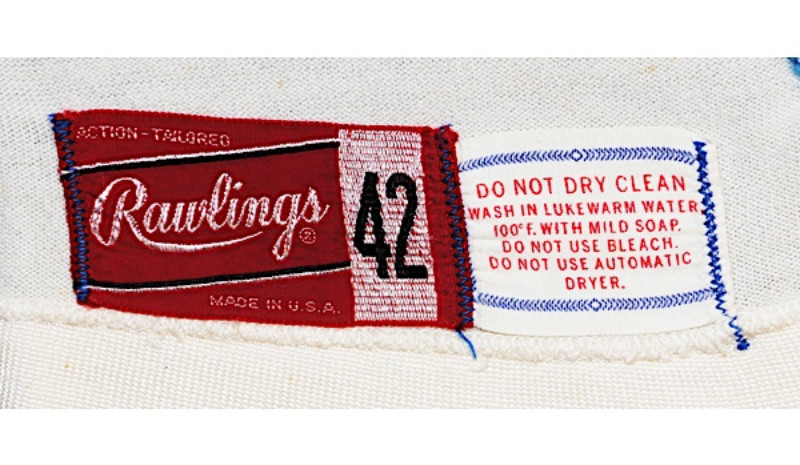 ACTION-TAILORED
Rawlings®
MADE IN U.S.A.
42
DO NOT DRY CLEAN
WASH IN LUKEWARM WATER
100°F. WITH MILD SOAP.
DO NOT USE BLEACH.
DO NOT USE AUTOMATIC
DRYER.